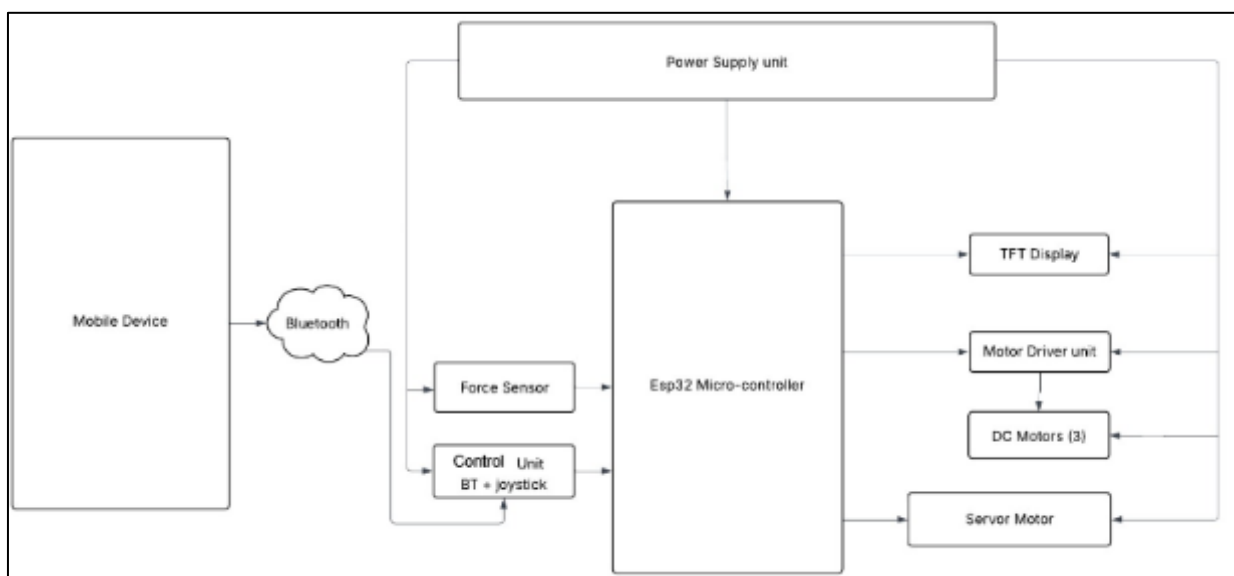 Power Supply unit
Mobile Device
Bluetooth
TFT Display
Motor Driver unit
Force Sensor
Esp32 Micro-controller
DC Motors (3)
Control Unit
BT + joystick
Servor Motor